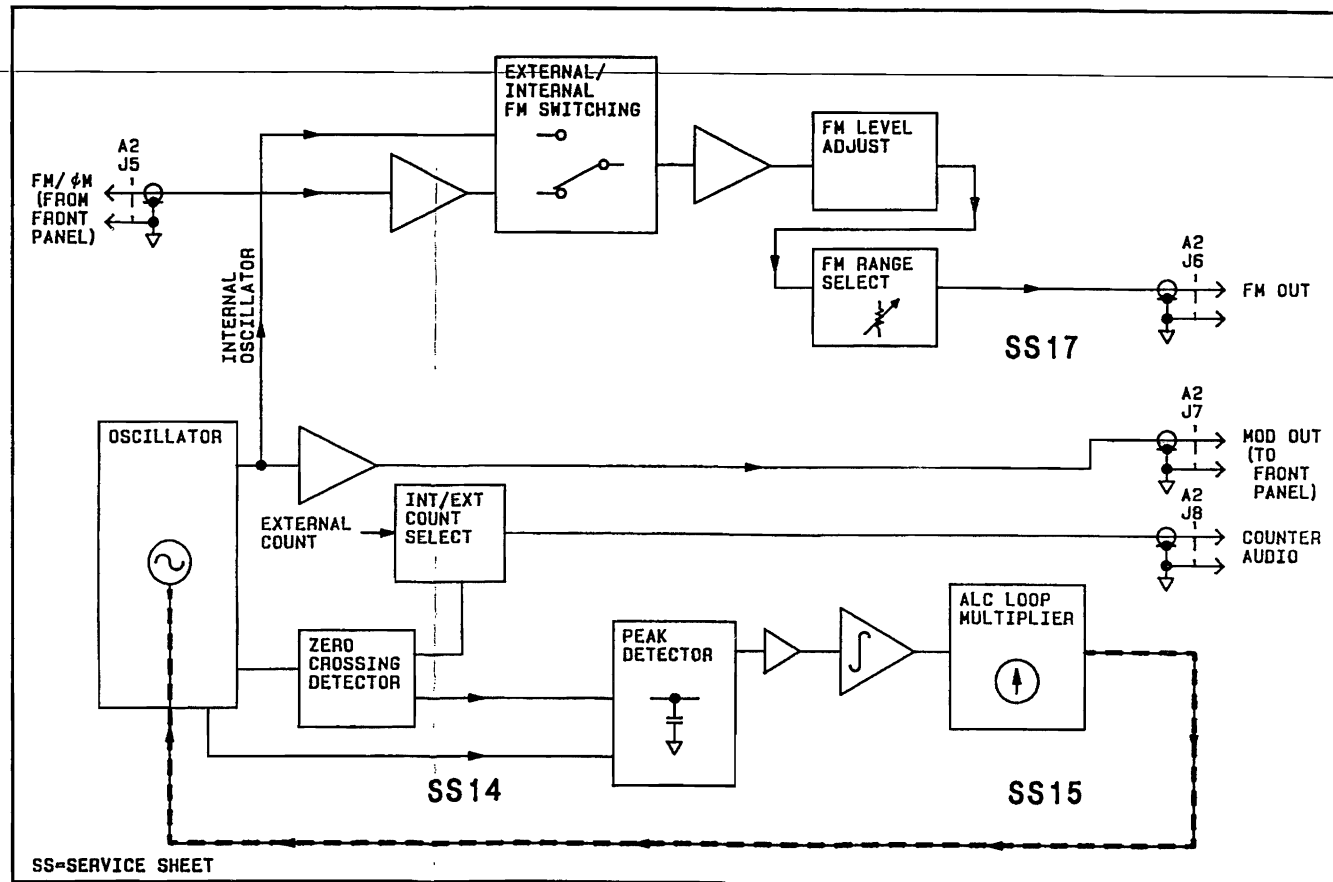 EXTERNAL/
INTERNAL
FM SWITCHING
FM LEVEL
ADJUST
A2
J5
FM/ϕM
(FROM
FRONT
PANEL)
INTERNAL
OSCILLATOR
FM RANGE
SELECT
A2
J6
FM OUT
SS17
OSCILLATOR
A2
J7
MOD OUT
(TO
FRONT
PANEL)
INT/EXT
COUNT
SELECT
EXTERNAL
COUNT
A2
J8
COUNTER
AUDIO
ZERO
CROSSING
DETECTOR
PEAK
DETECTOR
∫
ALC LOOP
MULTIPLIER
SS14
SS15
SS=SERVICE SHEET